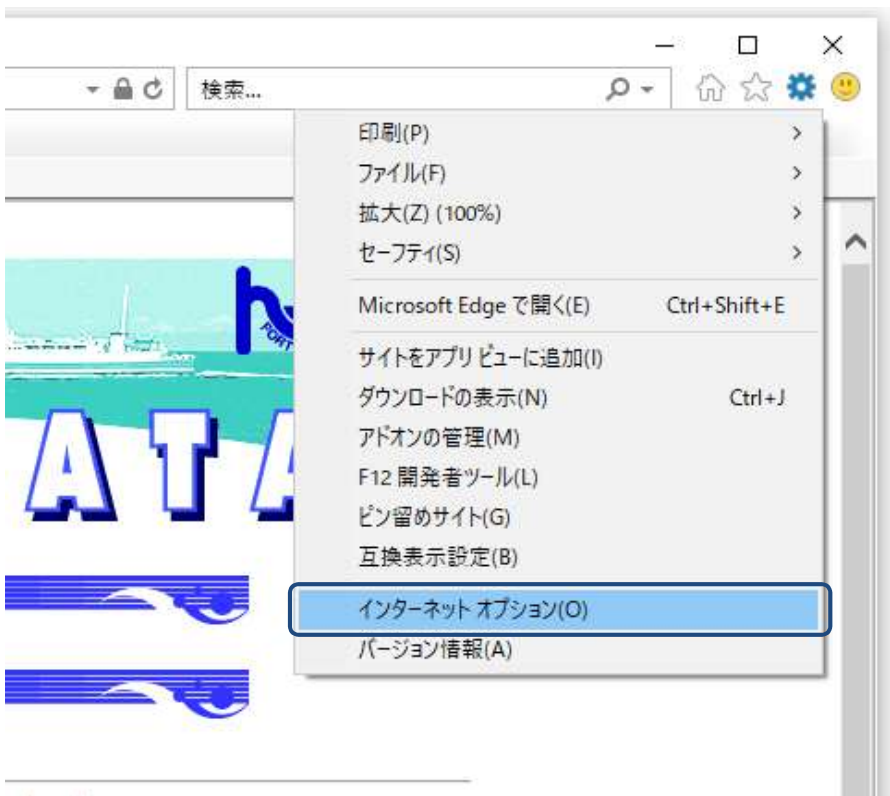 検索...
印刷(P)
ファイル(F)
拡大(Z) (100%)
セーフティ(S)
Microsoft Edge で開く(E) Ctrl+Shift+E
サイトをアプリ ビューに追加(I)
ダウンロードの表示(N) Ctrl+J
アドオンの管理(M)
F12 開発者ツール(L)
ピン留めサイト(G)
互換表示設定(B)
インターネット オプション(O)
バージョン情報(A)
PORT
ATA